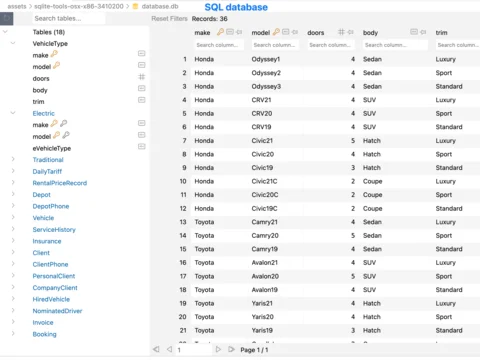 assets > sqlite-tools-osx-x86-3410200 > database.db
SQL database
Search tables...
Reset Filters Records: 36
Tables (18)
VehicleType
make
model
doors
body
trim
Electric
make
model
eVehicleType
Traditional
DailyTariff
RentalPriceRecord
Depot
DepotPhone
Vehicle
ServiceHistory
Insurance
Client
ClientPhone
PersonalClient
CompanyClient
HiredVehicle
NominatedDriver
Invoice
Booking
make model doors body trim
Search column... Search column... Search column... Search column... Search column...
1 Honda Odyssey1 4 Sedan Luxury
2 Honda Odyssey2 4 Sedan Sport
3 Honda Odyssey3 4 Sedan Standard
4 Honda CRV21 4 SUV Luxury
5 Honda CRV20 4 SUV Sport
6 Honda CRV19 4 SUV Standard
7 Honda Civic21 5 Hatch Luxury
8 Honda Civic20 4 Hatch Sport
9 Honda Civic19 3 Hatch Standard
10 Honda Civic21C 2 Coupe Luxury
11 Honda Civic20C 2 Coupe Sport
12 Honda Civic19C 2 Coupe Standard
13 Toyota Camry21 4 Sedan Luxury
14 Toyota Camry20 5 Sedan Sport
15 Toyota Camry19 4 Sedan Standard
16 Toyota Avalon21 4 SUV Luxury
17 Toyota Avalon20 5 SUV Sport
18 Toyota Avalon19 4 SUV Standard
19 Toyota Yaris21 4 Hatch Luxury
20 Toyota Yaris20 4 Hatch Sport
21 Toyota Yaris19 3 Hatch Standard
1 Page 1 / 1